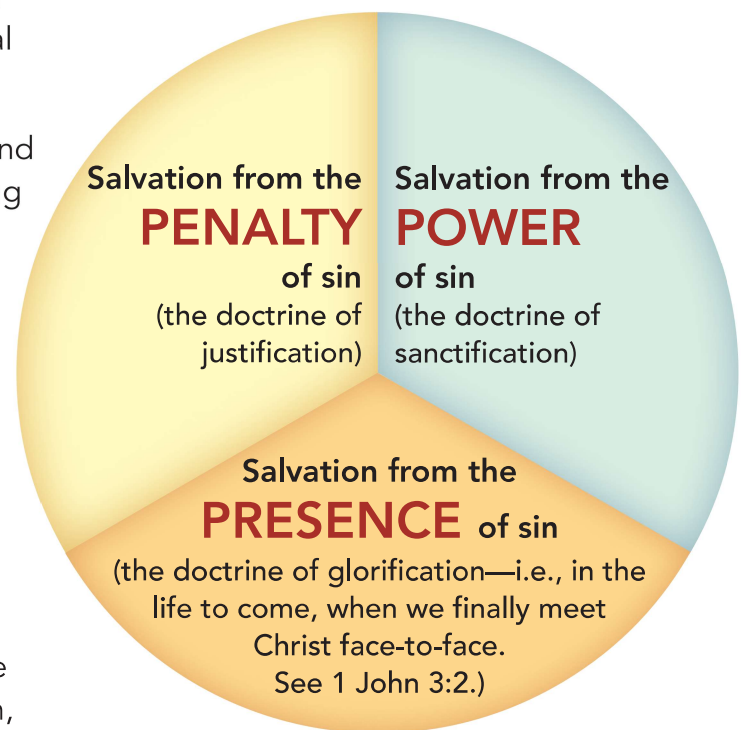 al
nd
g
e
n,
Salvation from the
PENALTY
of sin
(the doctrine of
justification)
Salvation from the
POWER
of sin
(the doctrine of
sanctification)
Salvation from the
PRESENCE of sin
(the doctrine of glorification—i.e., in the
life to come, when we finally meet
Christ face-to-face.
See 1 John 3:2.)